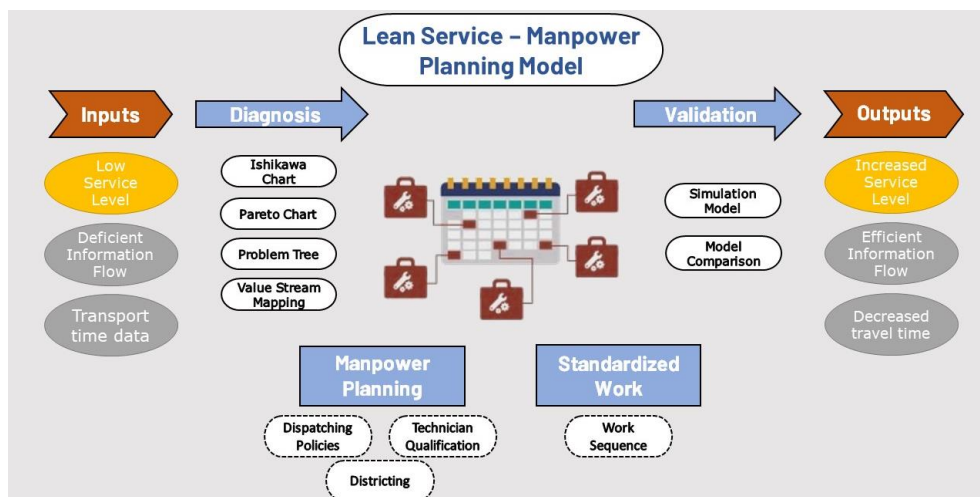 Lean Service – Manpower
Planning Model
Inputs
Diagnosis
Validation
Outputs
Low
Service
Level
Deficient
Information
Flow
Transport
time data
Ishikawa
Chart
Pareto Chart
Problem Tree
Value Stream
Mapping
Simulation
Model
Model
Comparison
Increased
Service
Level
Efficient
Information
Flow
Decreased
travel time
Manpower
Planning
Dispatching
Policies
Technician
Qualification
Districting
Standardized
Work
Work
Sequence